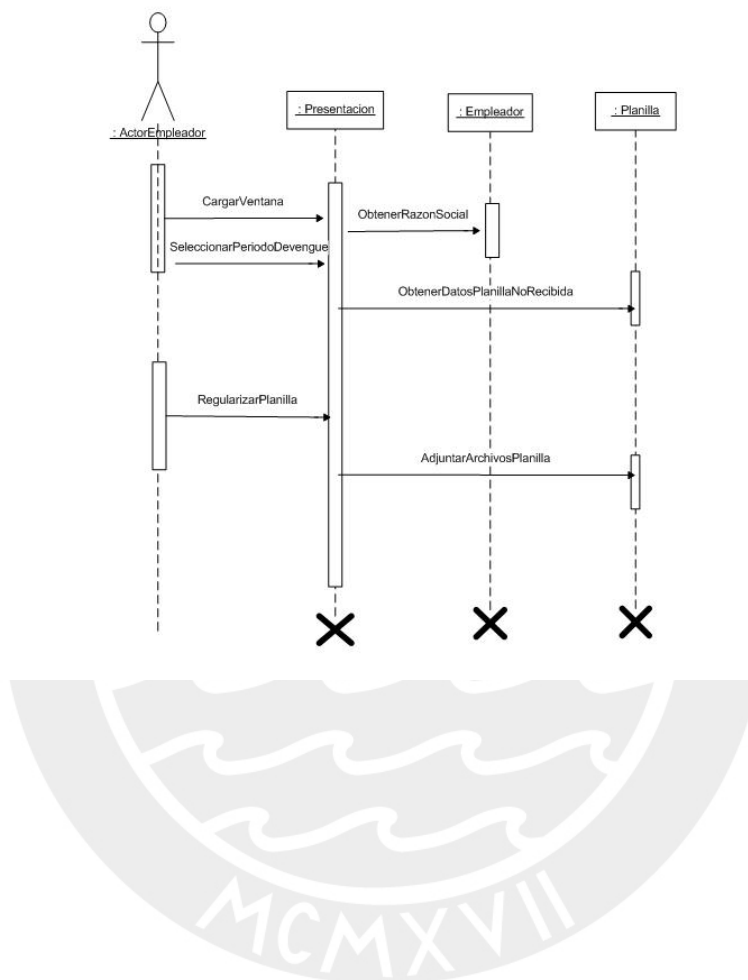 : ActorEmpleador
: Presentacion
: Empleador
: Planilla
CargarVentana
ObtenerRazonSocial
SeleccionarPeriodoDevengue
ObtenerDatosPlanillaNoRecibida
RegularizarPlanilla
AdjuntarArchivosPlanilla
MCMXVII